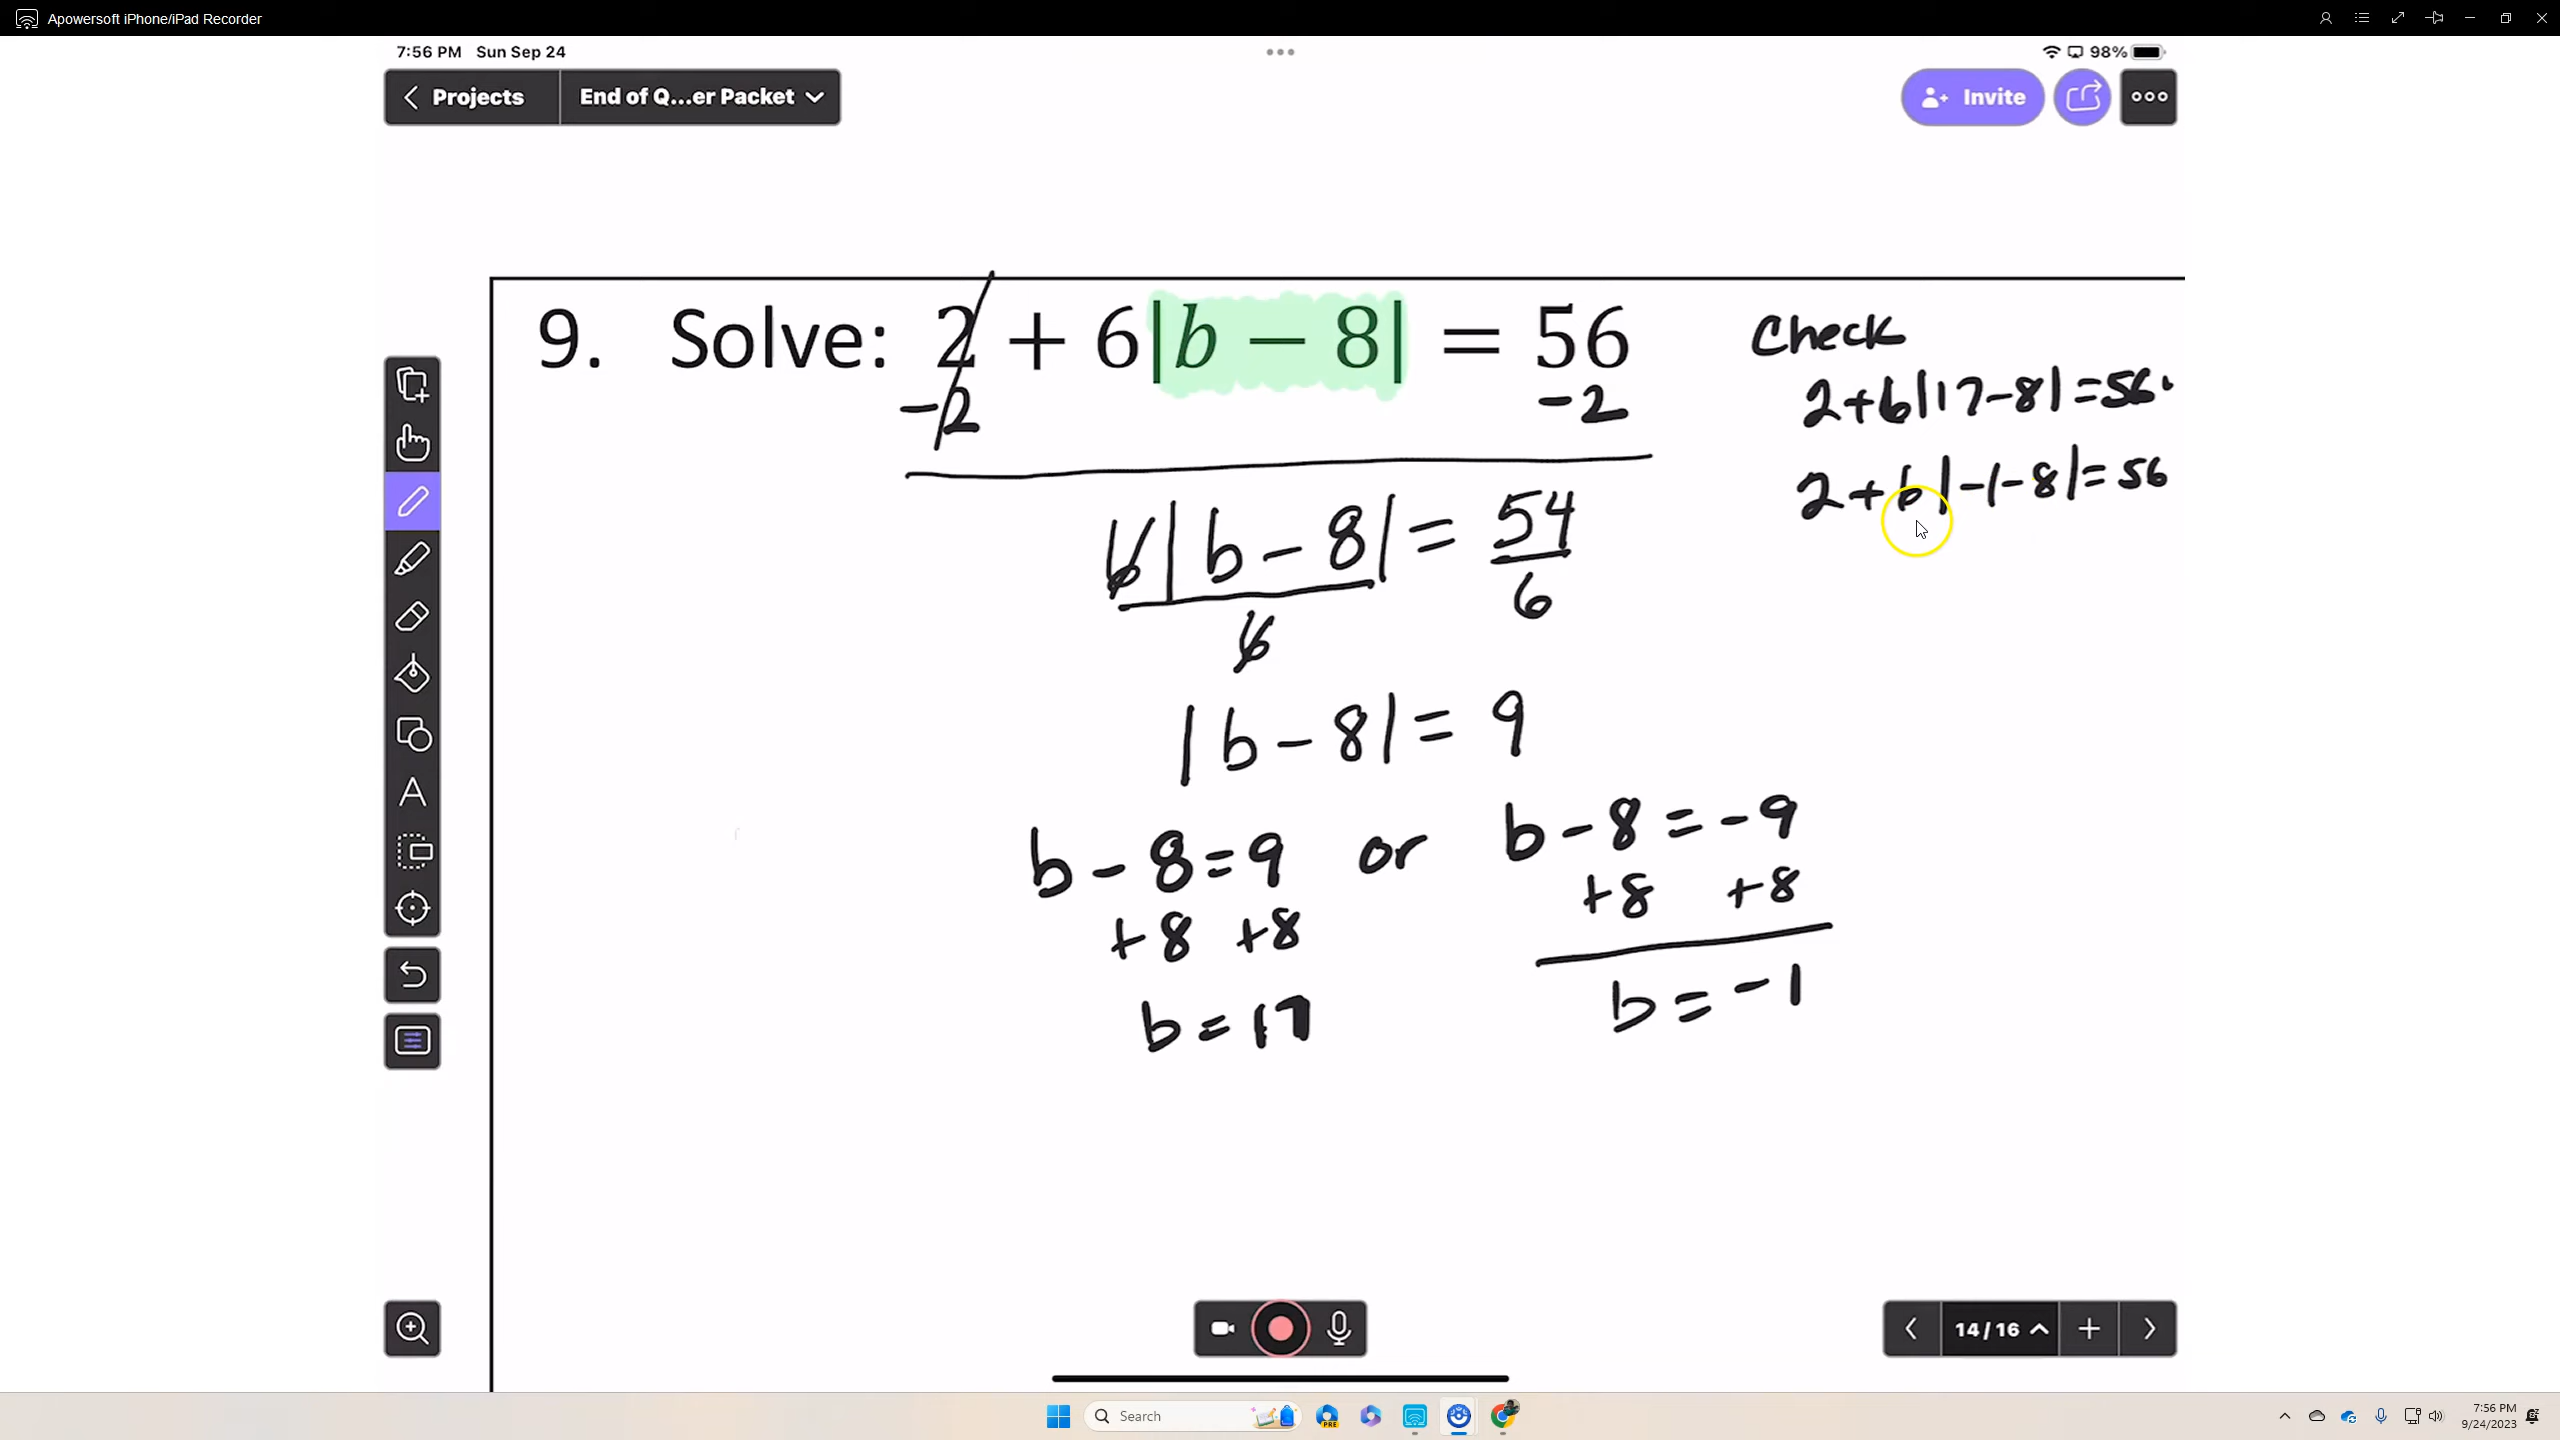 Apowersoft iPhone/iPad Recorder
7:56 PM Sun Sep 24
98%
Projects
End of Q...er Packet
Invite
9. Solve: 2 + 6|b − 8| = 56
-2 -2
6|b - 8| = 54
6 6
|b - 8| = 9
b - 8 = 9 or b - 8 = -9
+8 +8 +8 +8
b = 17 b = -1
Check
2+6|17-8|=56.
2+6|-1-8|=56
A
14/16
Search
PRE
7:56 PM
9/24/2023